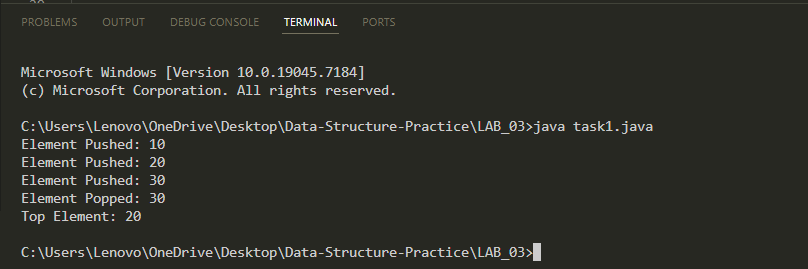 PROBLEMS OUTPUT DEBUG CONSOLE TERMINAL PORTS
Microsoft Windows [Version 10.0.19045.7184]
(c) Microsoft Corporation. All rights reserved.
C:\Users\Lenovo\OneDrive\Desktop\Data-Structure-Practice\LAB_03>java task1.java
Element Pushed: 10
Element Pushed: 20
Element Pushed: 30
Element Popped: 30
Top Element: 20
C:\Users\Lenovo\OneDrive\Desktop\Data-Structure-Practice\LAB_03>